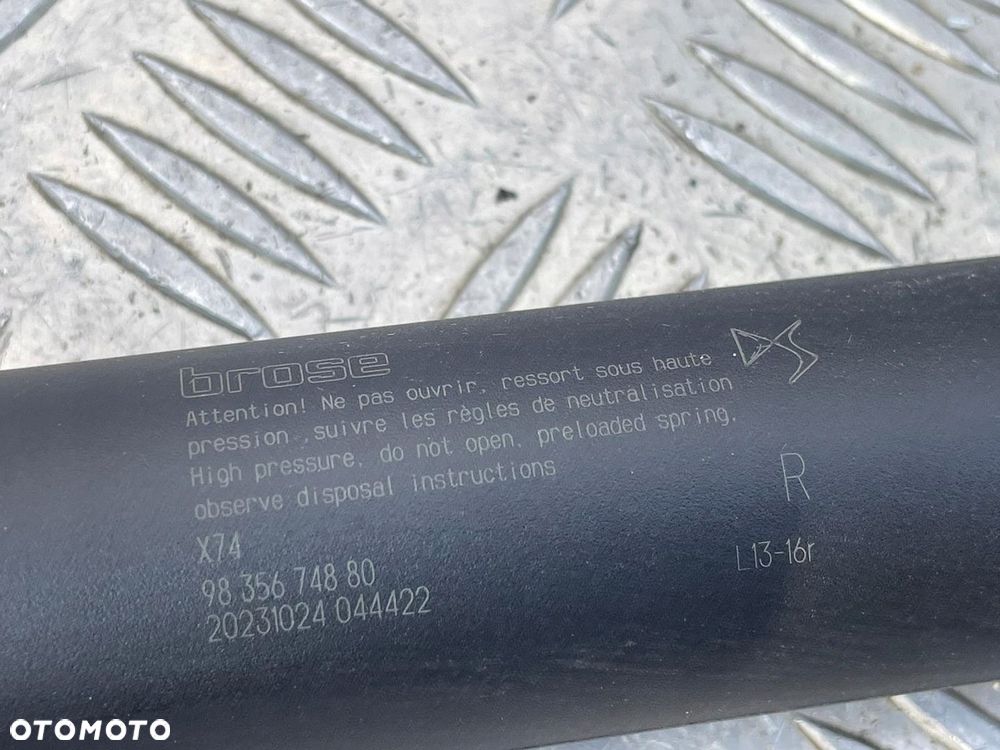 brose
DS
Attention! Ne pas ouvrir, ressort sous haute
pression ,suivre les règles de neutralisation
High pressure, do not open, preloaded spring,
observe disposal instructions
R
X74
L13-16r
98 356 748 80
20231024 044422
OTOMOTO